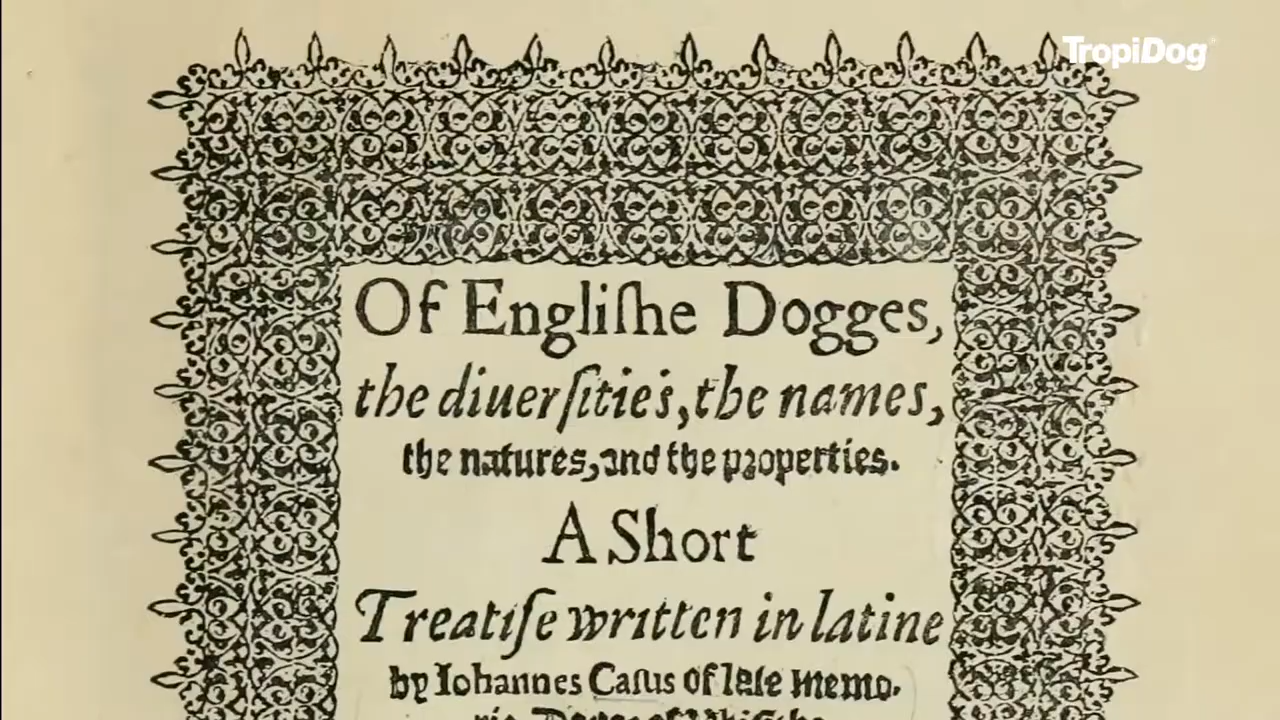 TropiDog
Of Engliſhe Dogges,
the diuerſities, the names,
the natures, and the properties.
A Short
Treatiſe written in latine
by Iohannes Caius of late memo-